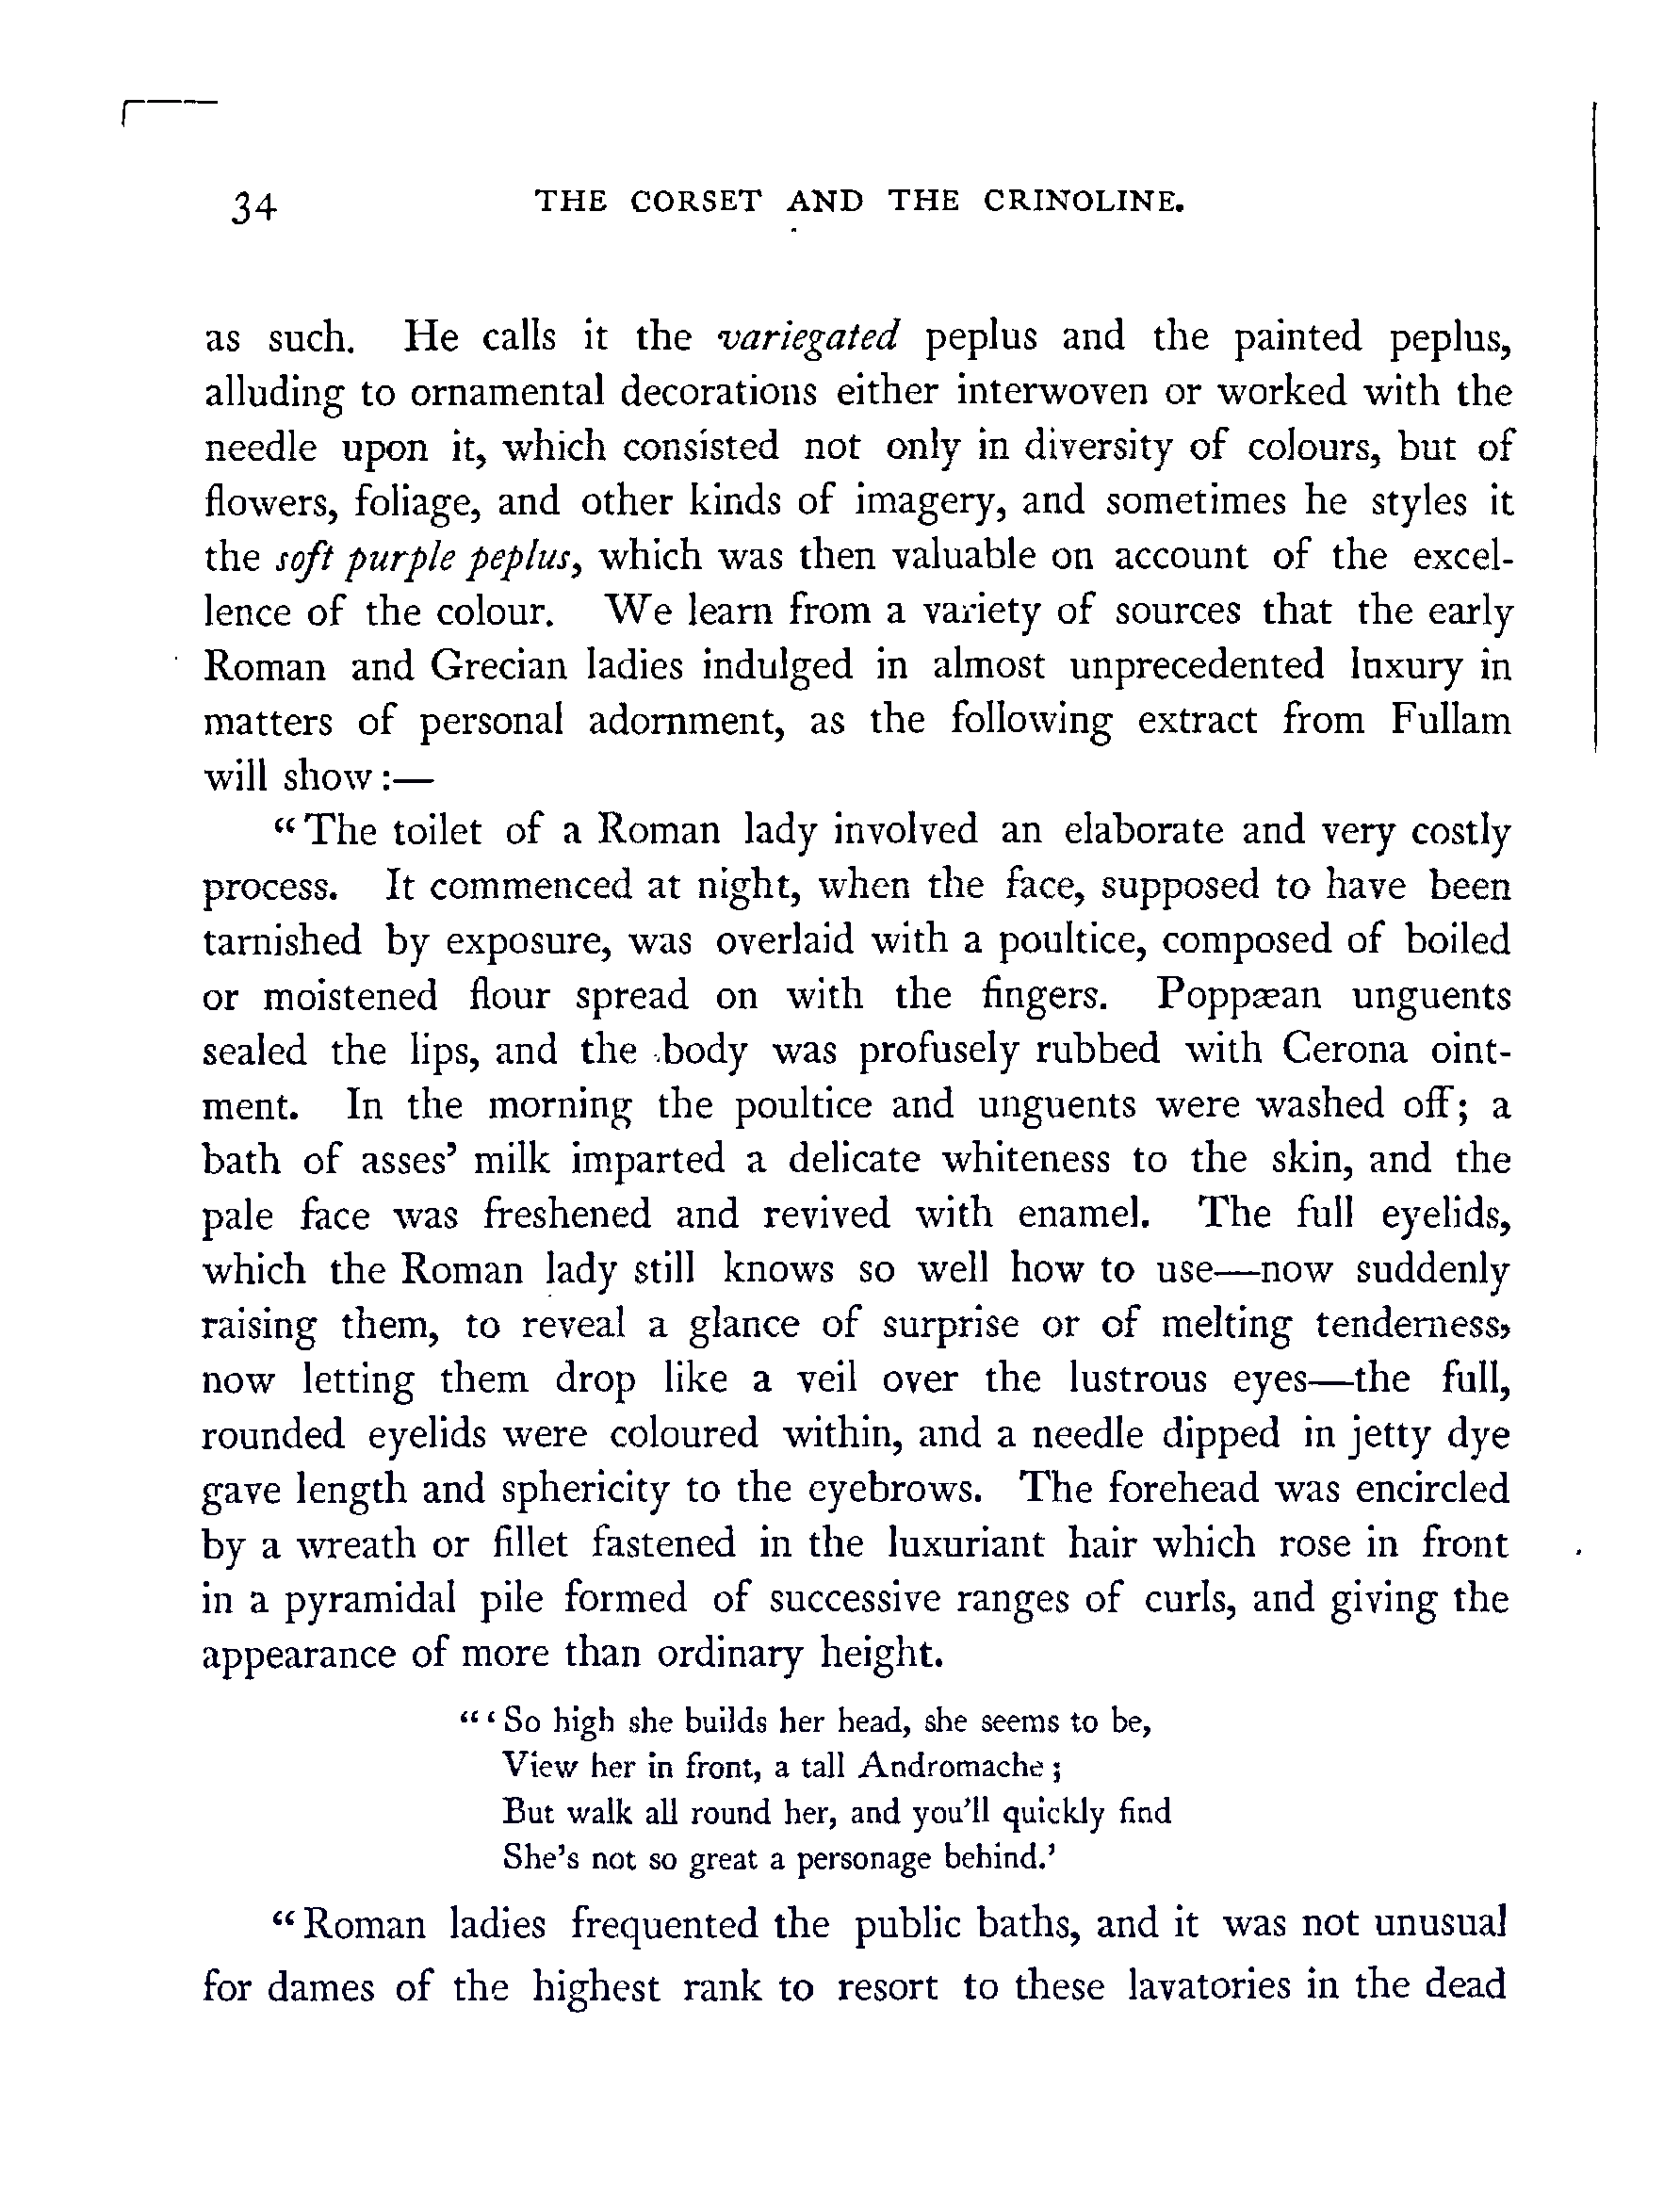 34 THE CORSET AND THE CRINOLINE.
as such. He calls it the variegated peplus and the painted peplus,
alluding to ornamental decorations either interwoven or worked with the
needle upon it, which consisted not only in diversity of colours, but of
flowers, foliage, and other kinds of imagery, and sometimes he styles it
the soft purple peplus, which was then valuable on account of the excel-
lence of the colour. We learn from a variety of sources that the early
Roman and Grecian ladies indulged in almost unprecedented luxury in
matters of personal adornment, as the following extract from Fullam
will show:—
“The toilet of a Roman lady involved an elaborate and very costly
process. It commenced at night, when the face, supposed to have been
tarnished by exposure, was overlaid with a poultice, composed of boiled
or moistened flour spread on with the fingers. Poppæan unguents
sealed the lips, and the body was profusely rubbed with Cerona oint-
ment. In the morning the poultice and unguents were washed off; a
bath of asses’ milk imparted a delicate whiteness to the skin, and the
pale face was freshened and revived with enamel. The full eyelids,
which the Roman lady still knows so well how to use—now suddenly
raising them, to reveal a glance of surprise or of melting tenderness,
now letting them drop like a veil over the lustrous eyes—the full,
rounded eyelids were coloured within, and a needle dipped in jetty dye
gave length and sphericity to the eyebrows. The forehead was encircled
by a wreath or fillet fastened in the luxuriant hair which rose in front
in a pyramidal pile formed of successive ranges of curls, and giving the
appearance of more than ordinary height.
“‘So high she builds her head, she seems to be,
View her in front, a tall Andromache;
But walk all round her, and you’ll quickly find
She’s not so great a personage behind.’
“Roman ladies frequented the public baths, and it was not unusual
for dames of the highest rank to resort to these lavatories in the dead